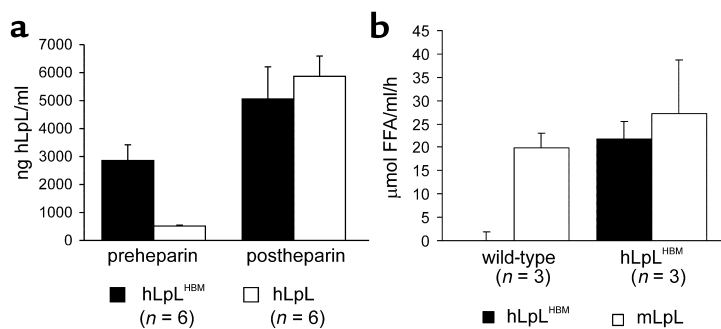 a
ng hLpL/ml
7000
6000
5000
4000
3000
2000
1000
0
preheparin postheparin
hLpL^HBM hLpL
(n = 6) (n = 6)
b
μmol FFA/ml/h
45
40
35
30
25
20
15
10
5
0
wild-type hLpL^HBM
(n = 3) (n = 3)
hLpL^HBM mLpL